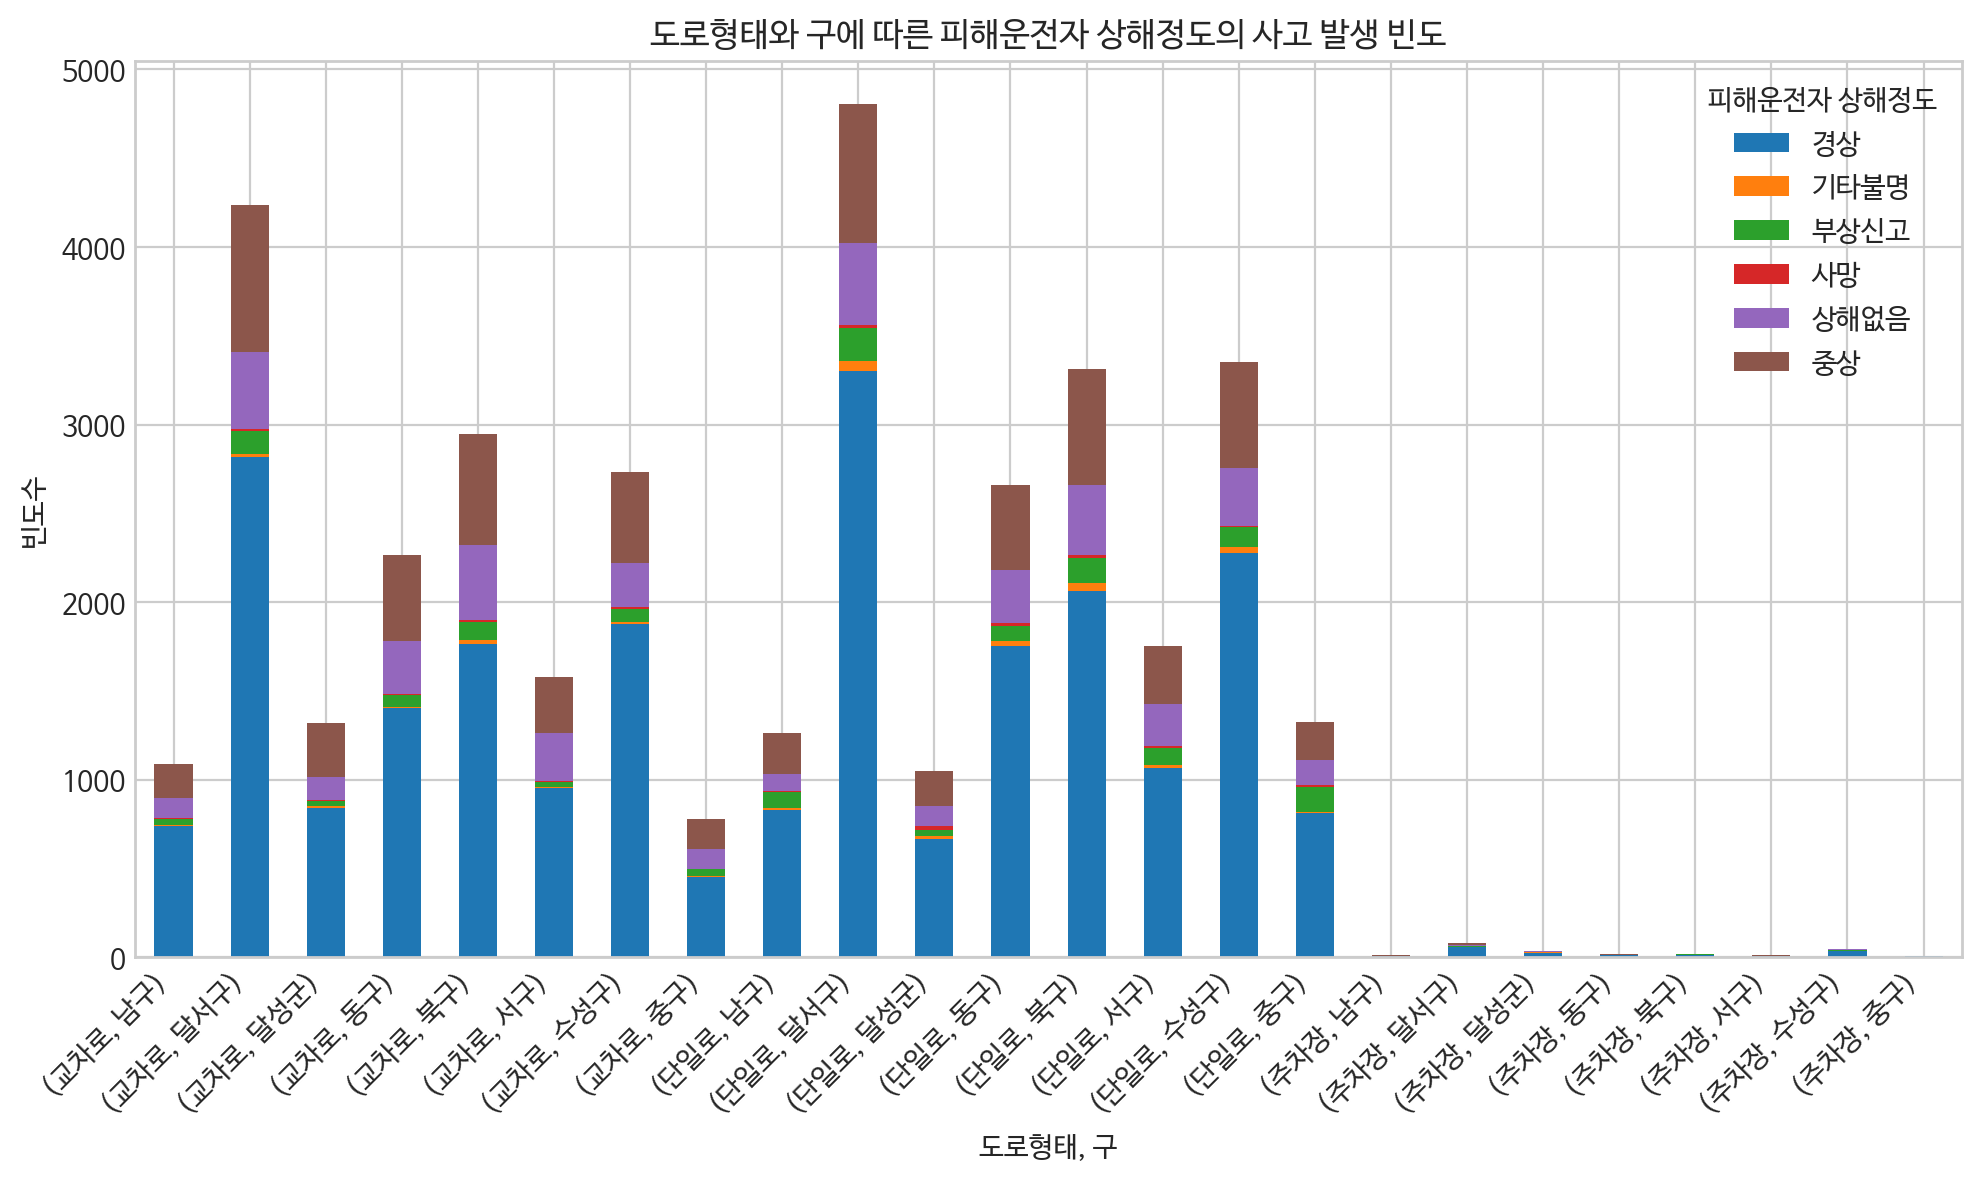 도로형태와 구에 따른 피해운전자 상해정도의 사고 발생 빈도
빈도수
5000
4000
3000
2000
1000
0
피해운전자 상해정도
경상
기타불명
부상신고
사망
상해없음
중상
(교차로, 남구)
(교차로, 달서구)
(교차로, 달성군)
(교차로, 동구)
(교차로, 북구)
(교차로, 서구)
(교차로, 수성구)
(교차로, 중구)
(단일로, 남구)
(단일로, 달서구)
(단일로, 달성군)
(단일로, 동구)
(단일로, 북구)
(단일로, 서구)
(단일로, 수성구)
(단일로, 중구)
(주차장, 남구)
(주차장, 달서구)
(주차장, 달성군)
(주차장, 동구)
(주차장, 북구)
(주차장, 서구)
(주차장, 수성구)
(주차장, 중구)
도로형태, 구